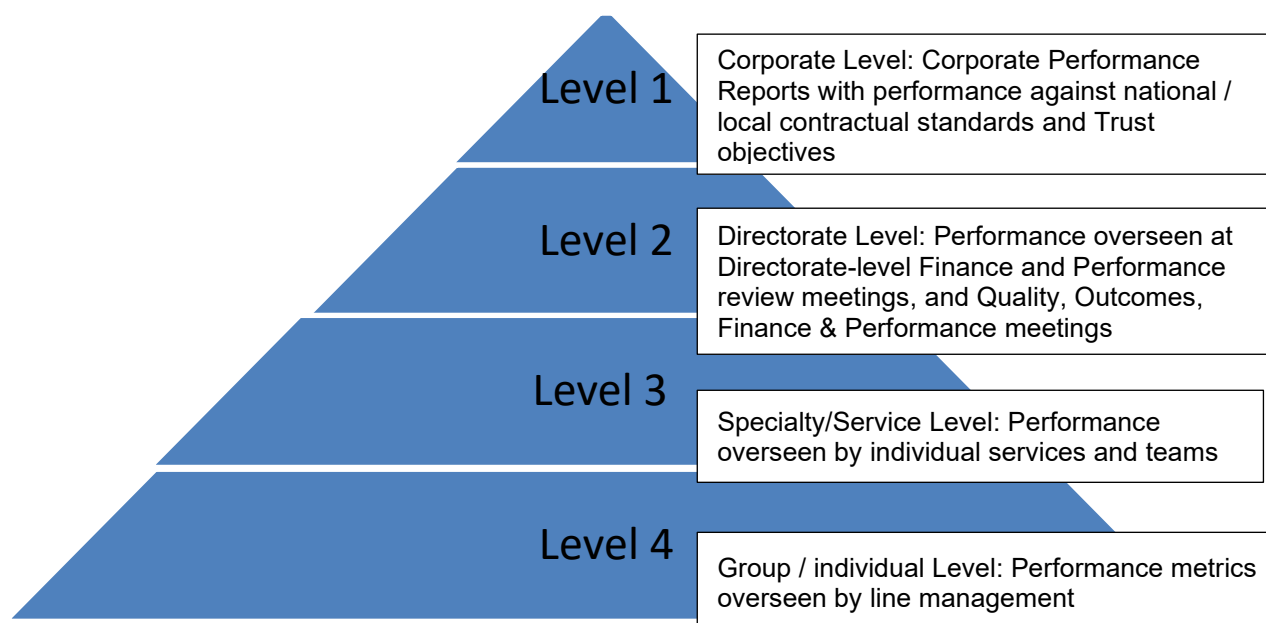 Level 1
Corporate Level: Corporate Performance
Reports with performance against national /
local contractual standards and Trust
objectives
Level 2
Directorate Level: Performance overseen at
Directorate-level Finance and Performance
review meetings, and Quality, Outcomes,
Finance & Performance meetings
Level 3
Specialty/Service Level: Performance
overseen by individual services and teams
Level 4
Group / individual Level: Performance metrics
overseen by line management